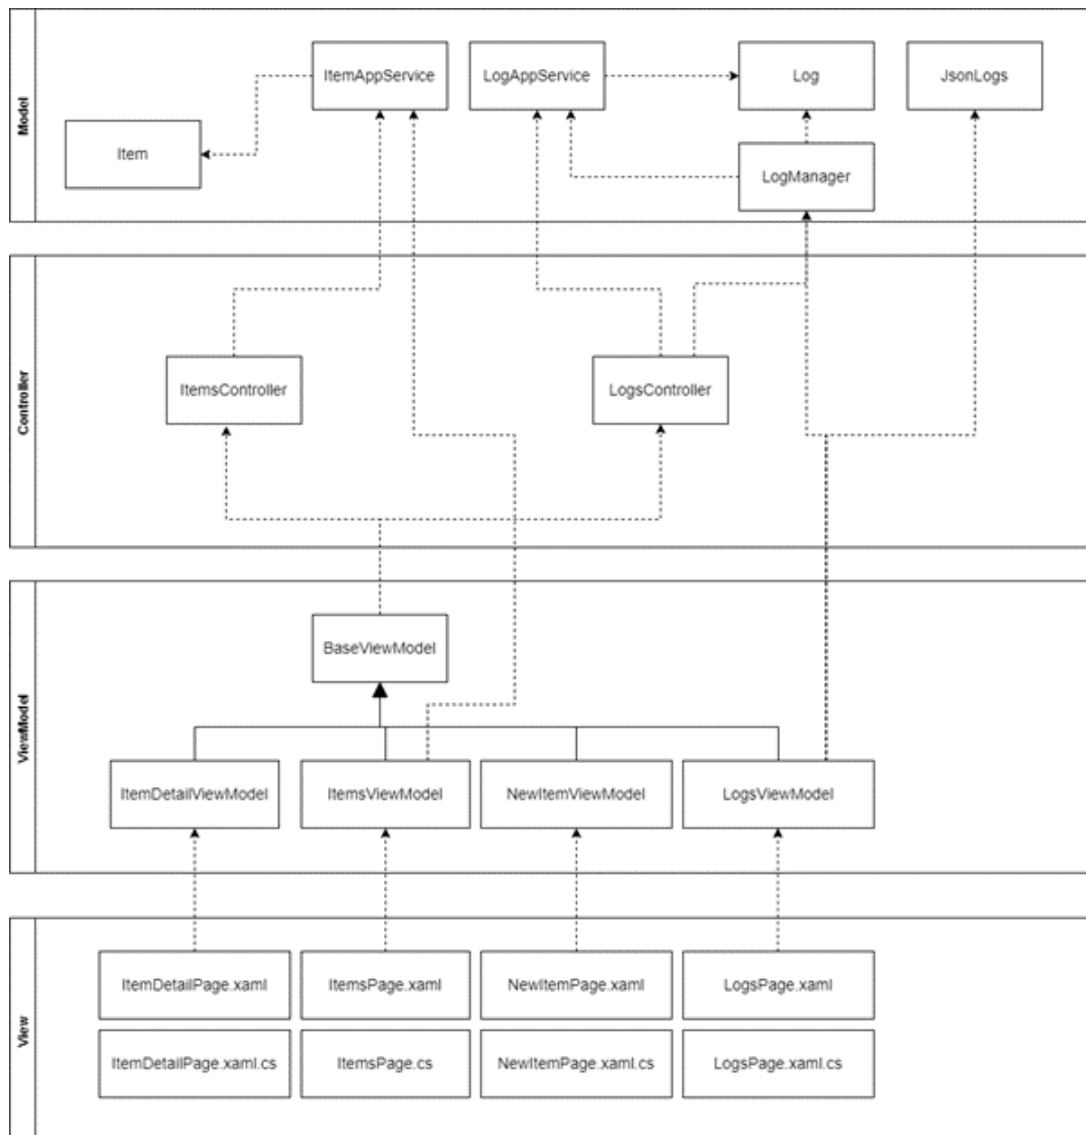 Model
ItemAppService
LogAppService
Log
JsonLogs
Item
LogManager
Controller
ItemsController
LogsController
ViewModel
BaseViewModel
ItemDetailViewModel
ItemsViewModel
NewItemViewModel
LogsViewModel
View
ItemDetailPage.xaml
ItemsPage.xaml
NewItemPage.xaml
LogsPage.xaml
ItemDetailPage.xaml.cs
ItemsPage.cs
NewItemPage.xaml.cs
LogsPage.xaml.cs